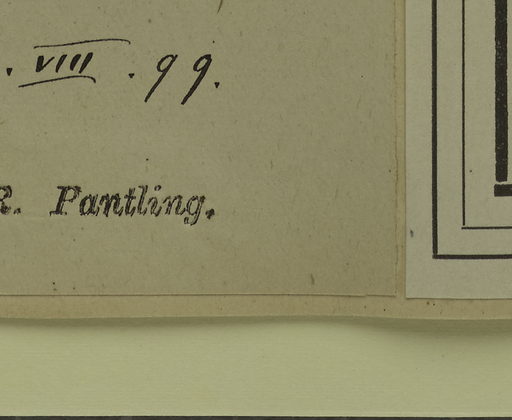 . VIII . 99.
R. Pantling.